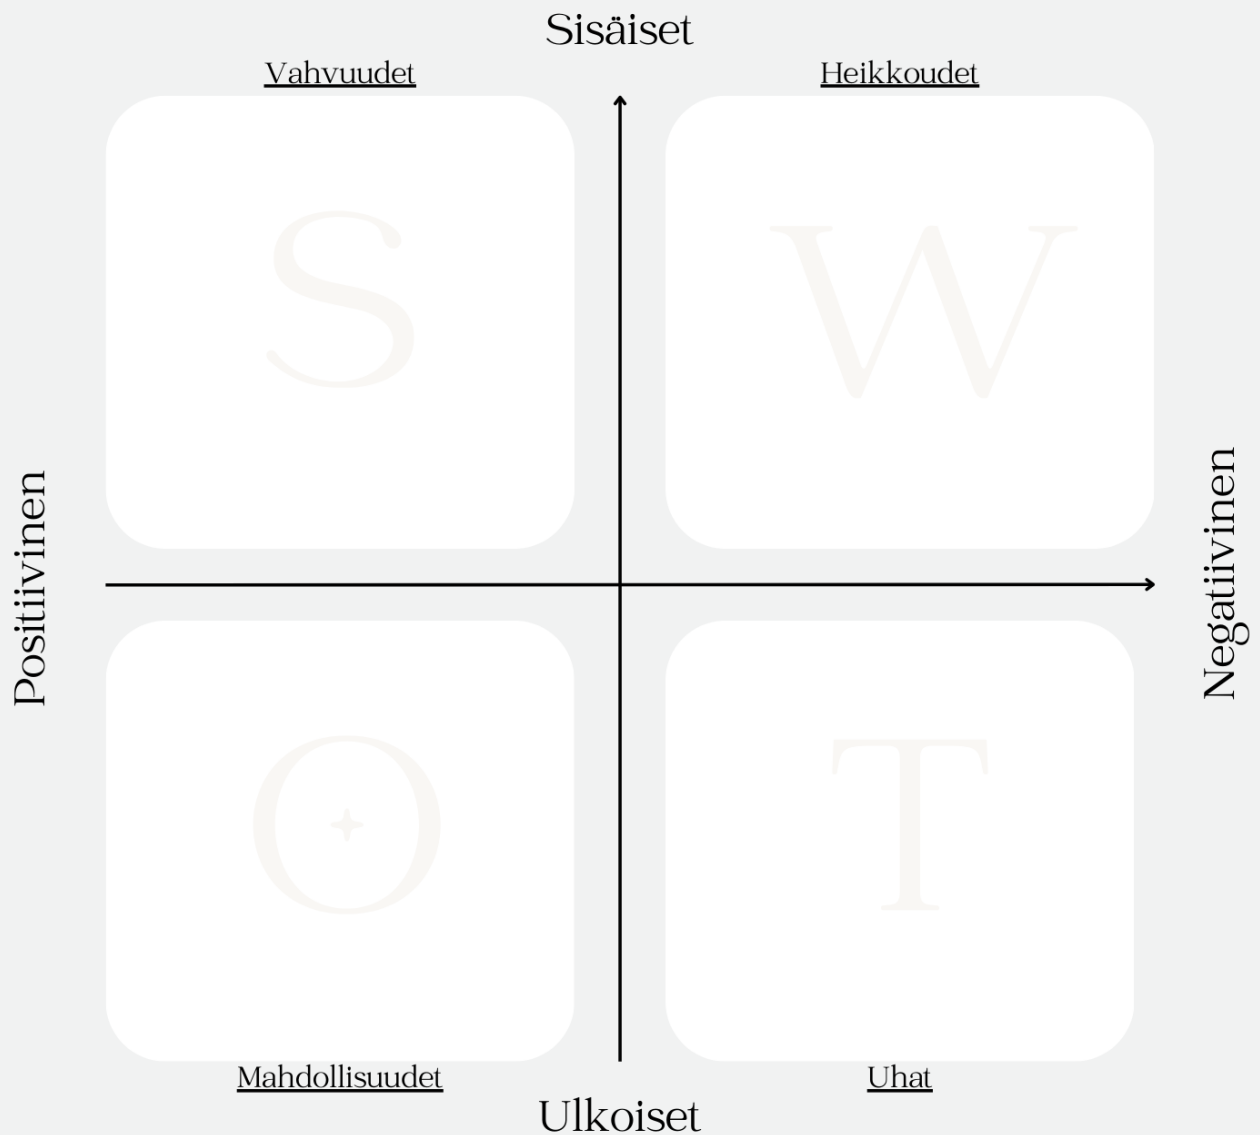 Sisäiset
Vahvuudet
Heikkoudet
S
W
Positiivinen
Negatiivinen
O
T
Mahdollisuudet
Uhat
Ulkoiset